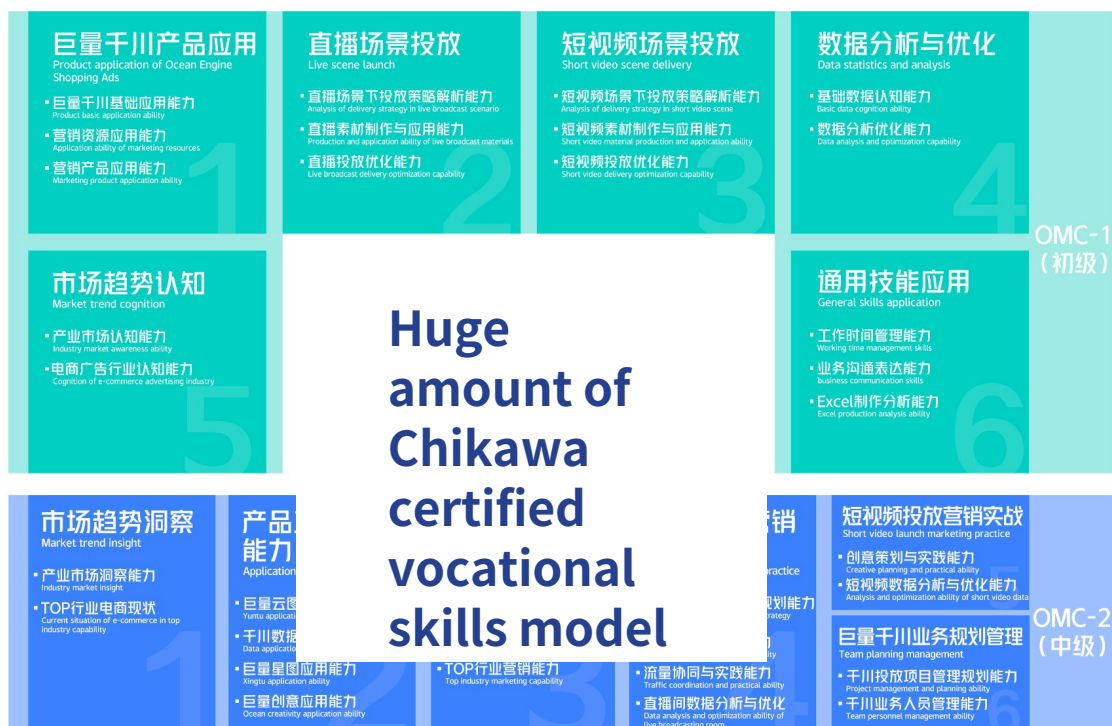 巨量千川产品应用
Product application of Ocean Engine
Shopping Ads
▪巨量千川基础应用能力
Product basic application ability
▪营销资源应用能力
Application ability of marketing resources
▪营销产品应用能力
Marketing product application ability
1
直播场景投放
Live scene launch
▪直播场景下投放策略解析能力
Analysis of delivery strategy in live broadcast scenario
▪直播素材制作与应用能力
Production and application ability of live broadcast materials
▪直播投放优化能力
Live broadcast delivery optimization capability
2
短视频场景投放
Short video scene delivery
▪短视频场景下投放策略解析能力
Analysis of delivery strategy in short video scene
▪短视频素材制作与应用能力
Short video material production and application ability
▪短视频投放优化能力
Short video delivery optimization capability
3
数据分析与优化
Data statistics and analysis
▪基础数据认知能力
Basic data cognition ability
▪数据分析优化能力
Data analysis and optimization capability
4
OMC-1
(初级)
市场趋势认知
Market trend cognition
▪产业市场认知能力
Industry market awareness ability
▪电商广告行业认知能力
Cognition of e-commerce advertising industry
5
Huge
amount of
Chikawa
certified
vocational
skills model
通用技能应用
General skills application
▪工作时间管理能力
Working time management skills
▪业务沟通表达能力
business communication skills
▪Excel制作分析能力
Excel production analysis ability
6
市场趋势洞察
Market trend insight
▪产业市场洞察能力
Industry market insight
▪TOP行业电商现状
Current situation of e-commerce in top
industry capability
1
产品
能力
Application
▪巨量云图
Yuntu applicati
▪千川数据
Data applicatio
▪巨量星图应用能力
Xingtu application ability
▪巨量创意应用能力
Ocean creativity application ability
2
▪TOP行业营销能力
Top industry marketing capability
3
销
practice
划能力
trategy
力
ity
▪流量协同与实践能力
Traffic coordination and practical ability
▪直播间数据分析与优化
Data analysis and optimization ability of
live broadcasting room
4
短视频投放营销实战
Short video launch marketing practice
▪创意策划与实践能力
Creative planning and practical ability
▪短视频数据分析与优化能力
Analysis and optimization ability of short video data
5
巨量千川业务规划管理
Team planning management
▪千川投放项目管理规划能力
Project management and planning ability
▪千川业务人员管理能力
Team personnel management ability
6
OMC-2
(中级)